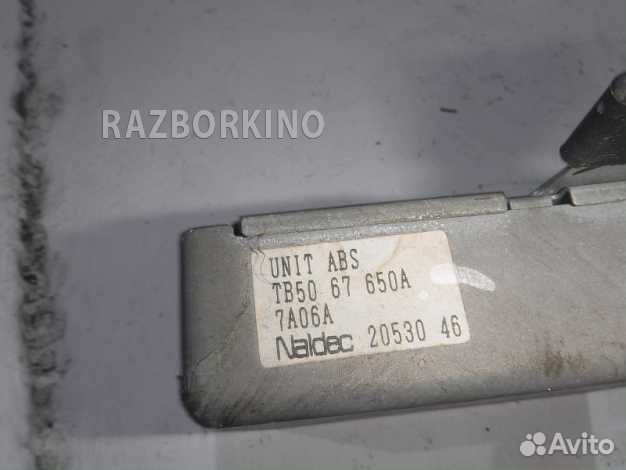 RAZBORKINO
UNIT ABS
TB50 67 650A
7A06A
Naldec 20530 46
Avito